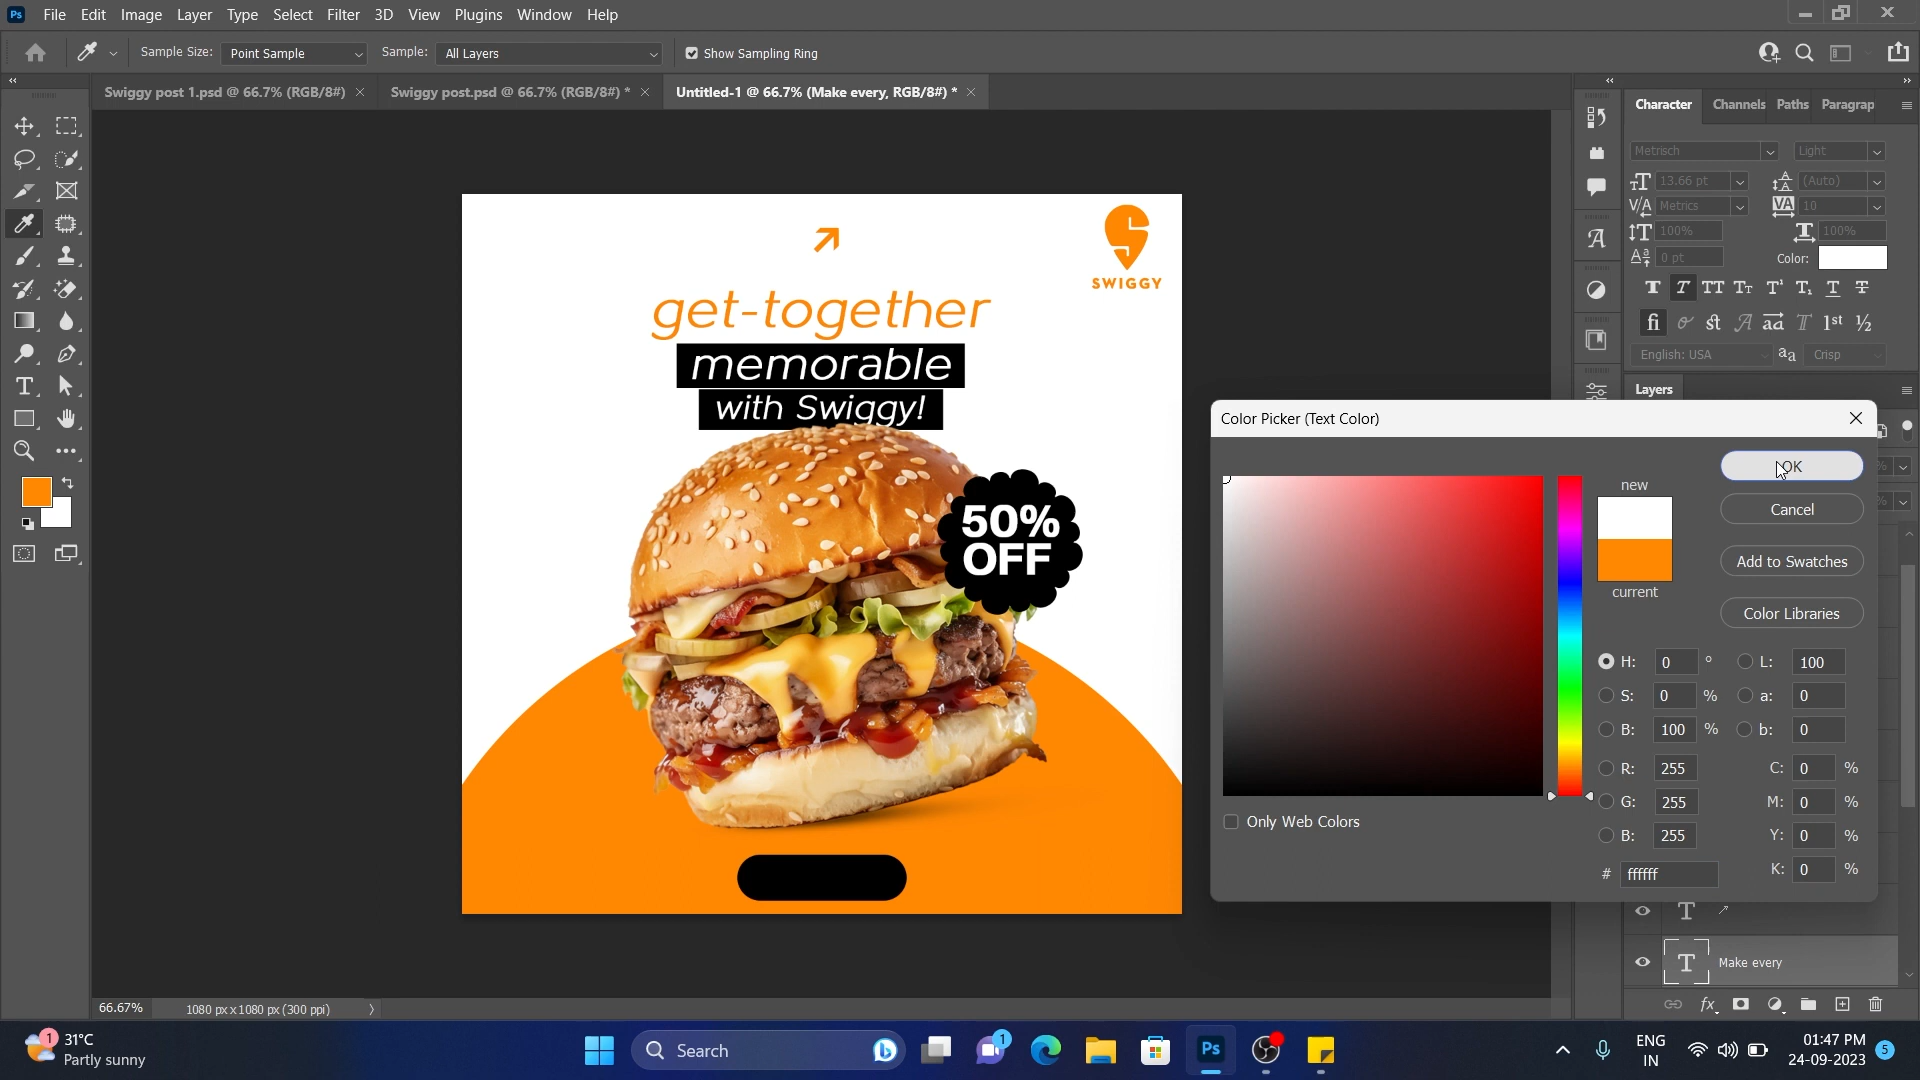 Ps File Edit Image Layer Type Select Filter 3D View Plugins Window Help
Sample Size: Point Sample Sample: All Layers Show Sampling Ring
Swiggy post 1.psd @ 66.7% (RGB/8#) Swiggy post.psd @ 66.7% (RGB/8#) * Untitled-1 @ 66.7% (Make every, RGB/8#) *
Character Channels Paths Paragrap
Metrisch Light
13.66 pt (Auto)
Metrics 10
100% 100%
0 pt Color:
English: USA Crisp
Layers
SWIGGY
get-together
memorable
with Swiggy!
50%
OFF
Color Picker (Text Color)
OK
new
Cancel
Add to Swatches
current
Color Libraries
H: 0 ° L: 100
S: 0 % a: 0
B: 100 % b: 0
R: 255 C: 0 %
G: 255 M: 0 %
B: 255 Y: 0 %
# ffffff K: 0 %
Only Web Colors
Make every
66.67% 1080 px x 1080 px (300 ppi)
31°C
Partly sunny
Search
Ps
ENG
IN
01:47 PM
24-09-2023
5